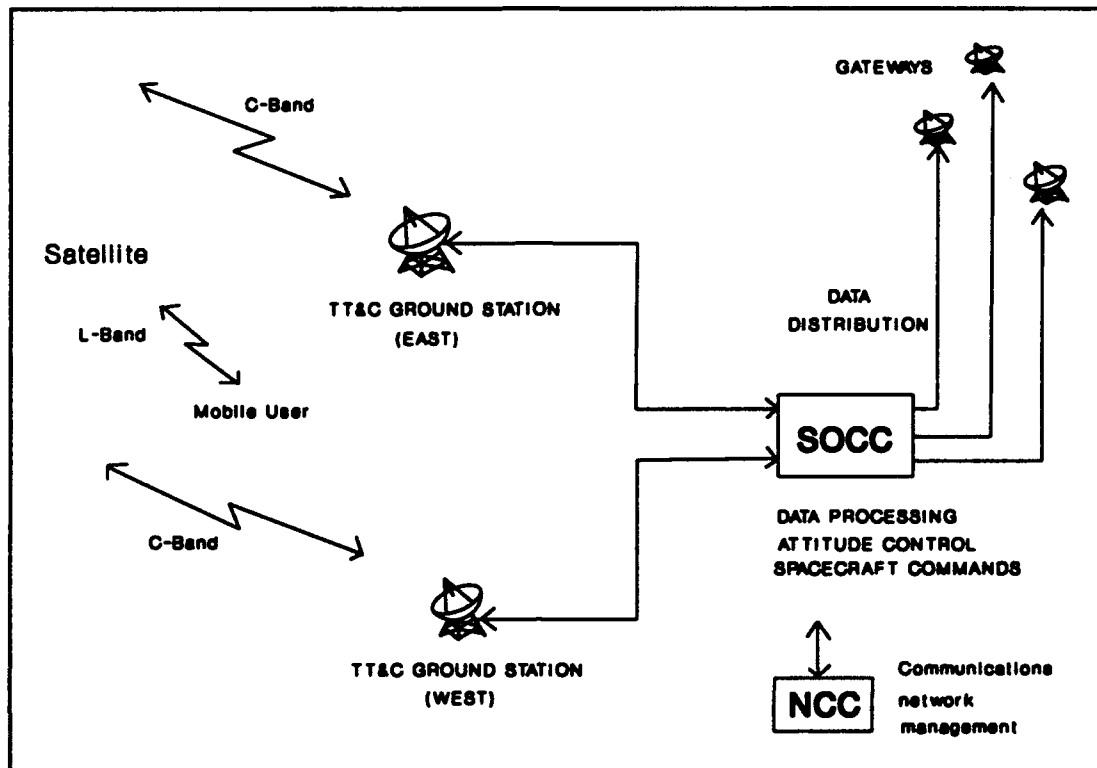 GATEWAYS
C-Band
Satellite
TT&C GROUND STATION
(EAST)
DATA
DISTRIBUTION
L-Band
Mobile User
SOCC
C-Band
DATA PROCESSING
ATTITUDE CONTROL
SPACECRAFT COMMANDS
TT&C GROUND STATION
(WEST)
NCC
Communications
network
management